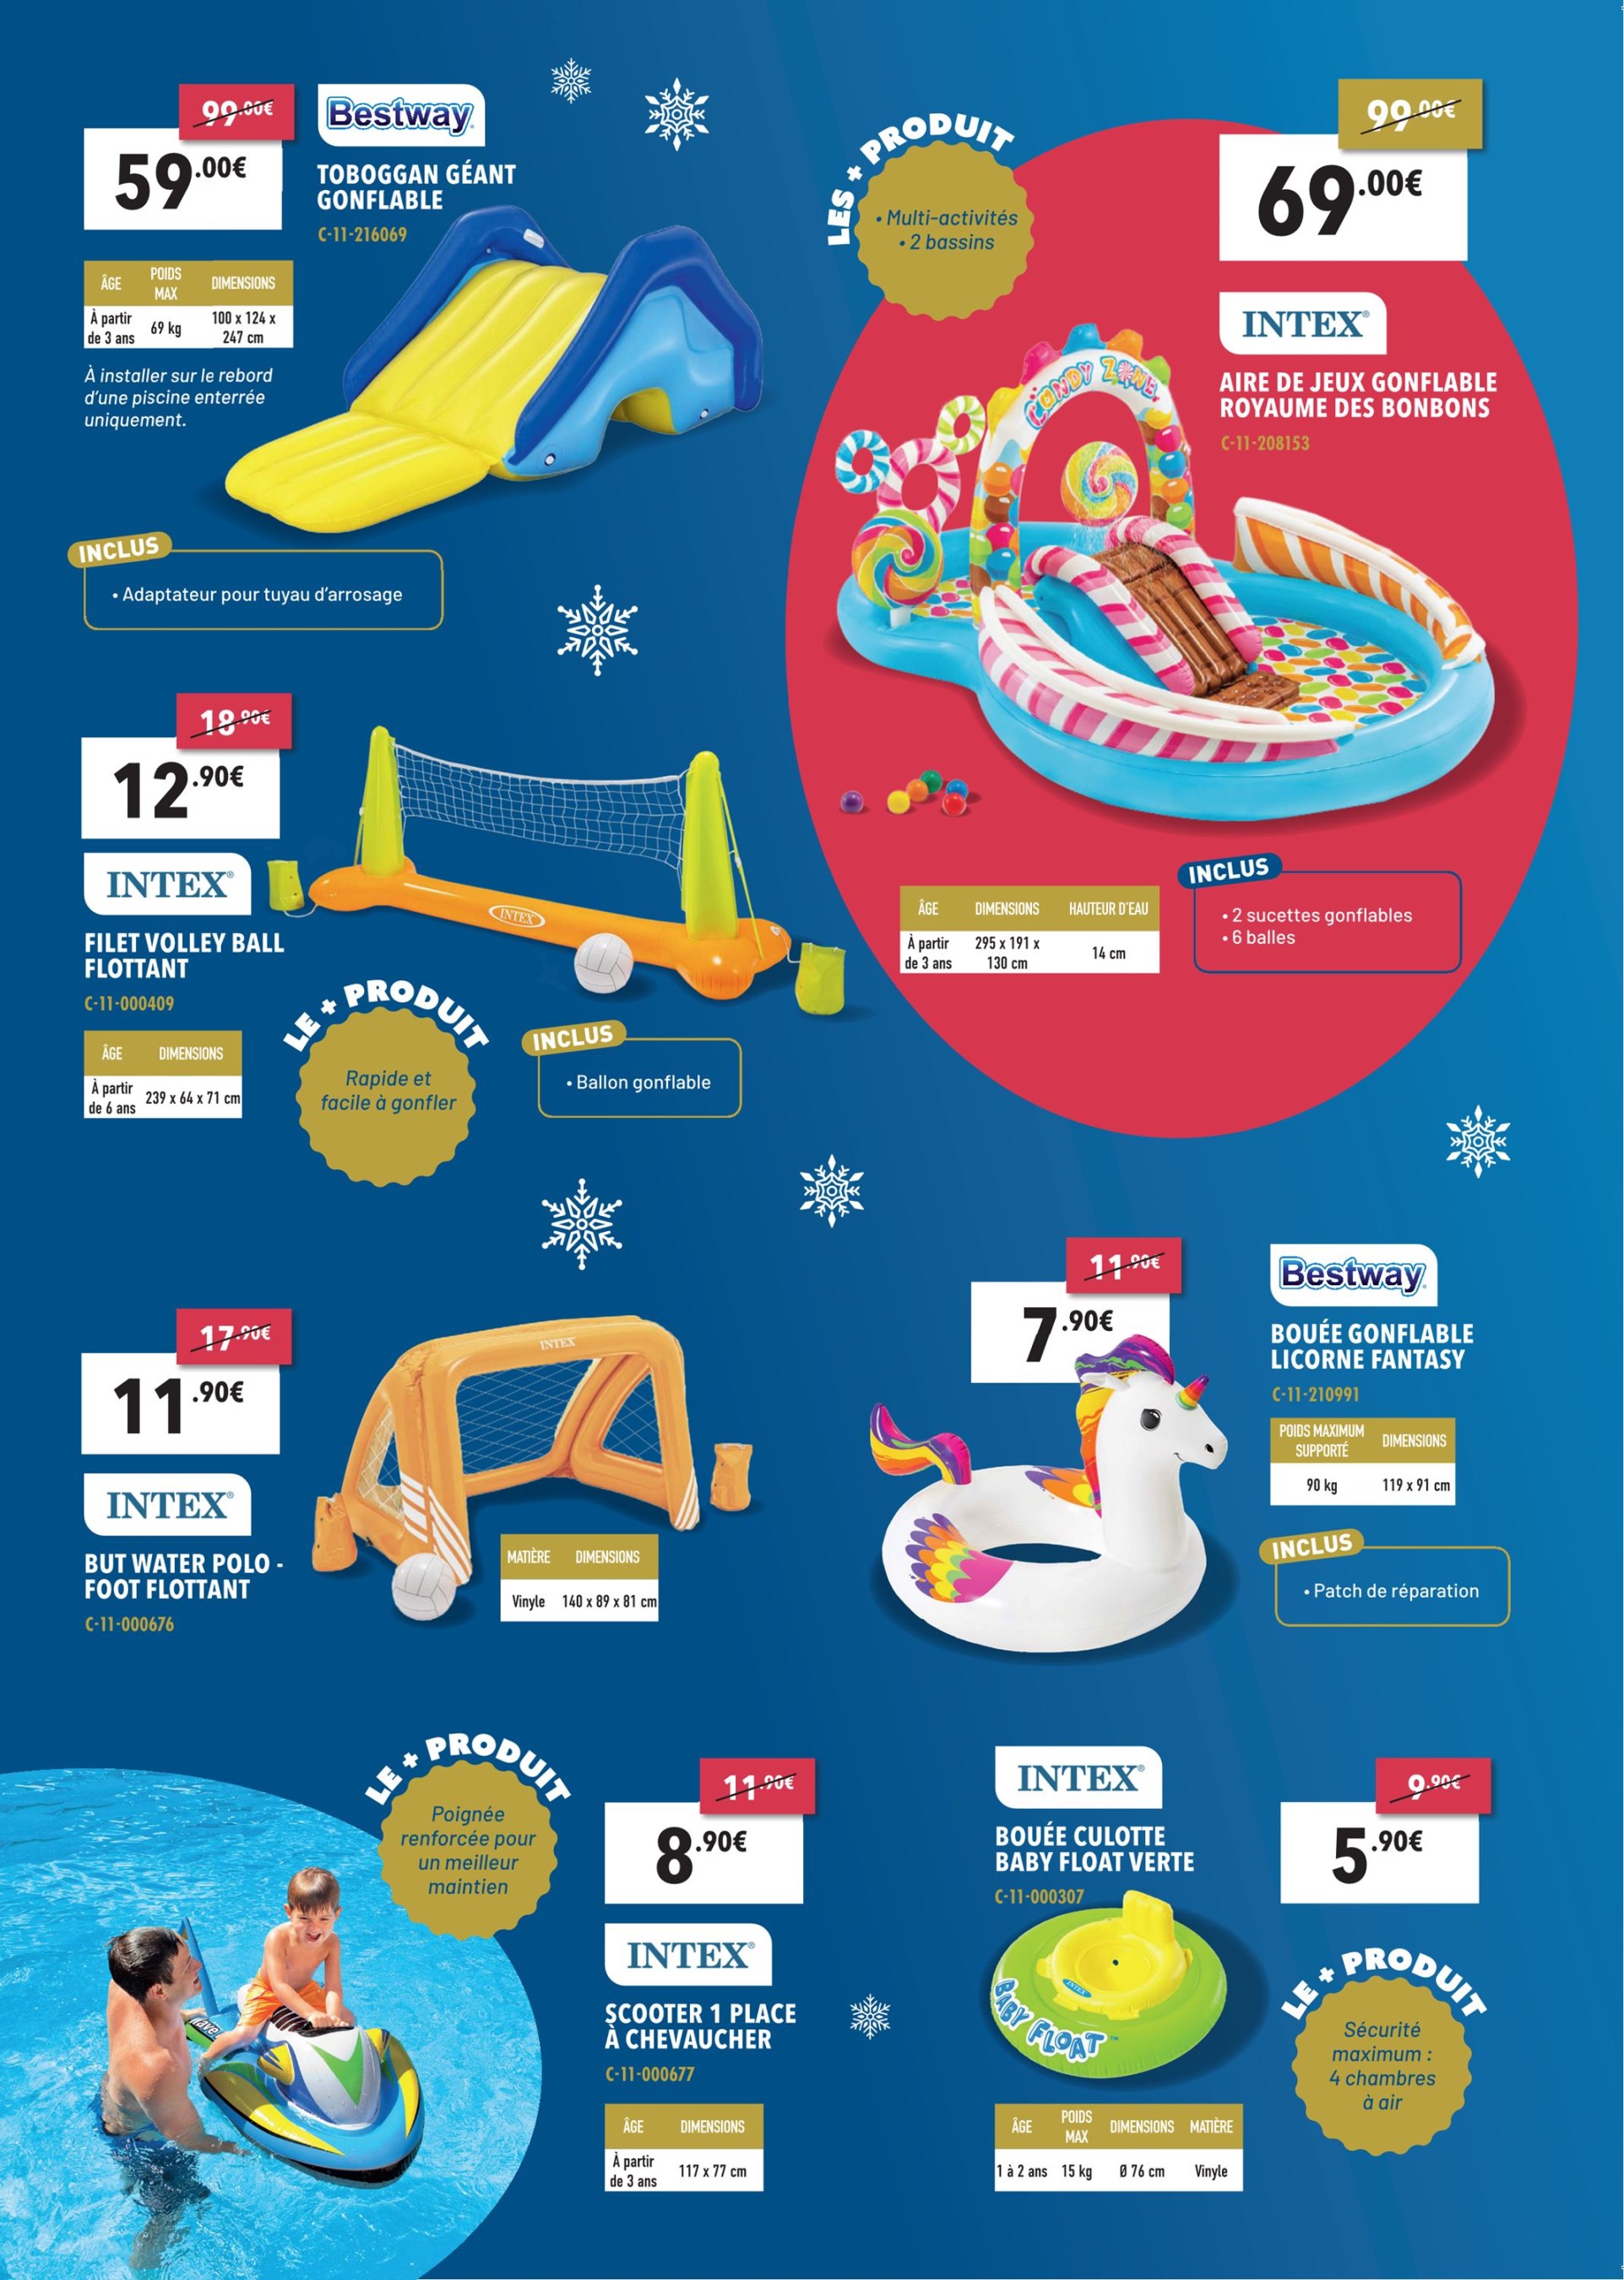 99.00€
59.00€
Bestway
TOBOGGAN GÉANT
GONFLABLE
C-11-216069
ÂGE POIDS MAX DIMENSIONS
À partir de 3 ans 69 kg 100 x 124 x 247 cm
À installer sur le rebord
d'une piscine enterrée
uniquement.
INCLUS
• Adaptateur pour tuyau d'arrosage
LES + PRODUIT
• Multi-activités
• 2 bassins
99.00€
69.00€
INTEX®
AIRE DE JEUX GONFLABLE
ROYAUME DES BONBONS
C-11-208153
CANDY ZONE
ÂGE DIMENSIONS HAUTEUR D'EAU
À partir de 3 ans 295 x 191 x 130 cm 14 cm
INCLUS
• 2 sucettes gonflables
• 6 balles
18.90€
12.90€
INTEX®
FILET VOLLEY BALL
FLOTTANT
C-11-000409
INTEX
ÂGE DIMENSIONS
À partir de 6 ans 239 x 64 x 71 cm
LE + PRODUIT
Rapide et
facile à gonfler
INCLUS
• Ballon gonflable
17.90€
11.90€
INTEX®
BUT WATER POLO -
FOOT FLOTTANT
C-11-000676
INTEX
MATIÈRE DIMENSIONS
Vinyle 140 x 89 x 81 cm
11.90€
7.90€
Bestway
BOUÉE GONFLABLE
LICORNE FANTASY
C-11-210991
POIDS MAXIMUM SUPPORTÉ DIMENSIONS
90 kg 119 x 91 cm
INCLUS
• Patch de réparation
LE + PRODUIT
Poignée
renforcée pour
un meilleur
maintien
11.90€
8.90€
INTEX®
SCOOTER 1 PLACE
À CHEVAUCHER
C-11-000677
ÂGE DIMENSIONS
À partir de 3 ans 117 x 77 cm
INTEX®
BOUÉE CULOTTE
BABY FLOAT VERTE
C-11-000307
9.90€
5.90€
INTEX
BABY FLOAT™
LE + PRODUIT
Sécurité
maximum :
4 chambres
à air
ÂGE POIDS MAX DIMENSIONS MATIÈRE
1 à 2 ans 15 kg Ø 76 cm Vinyle